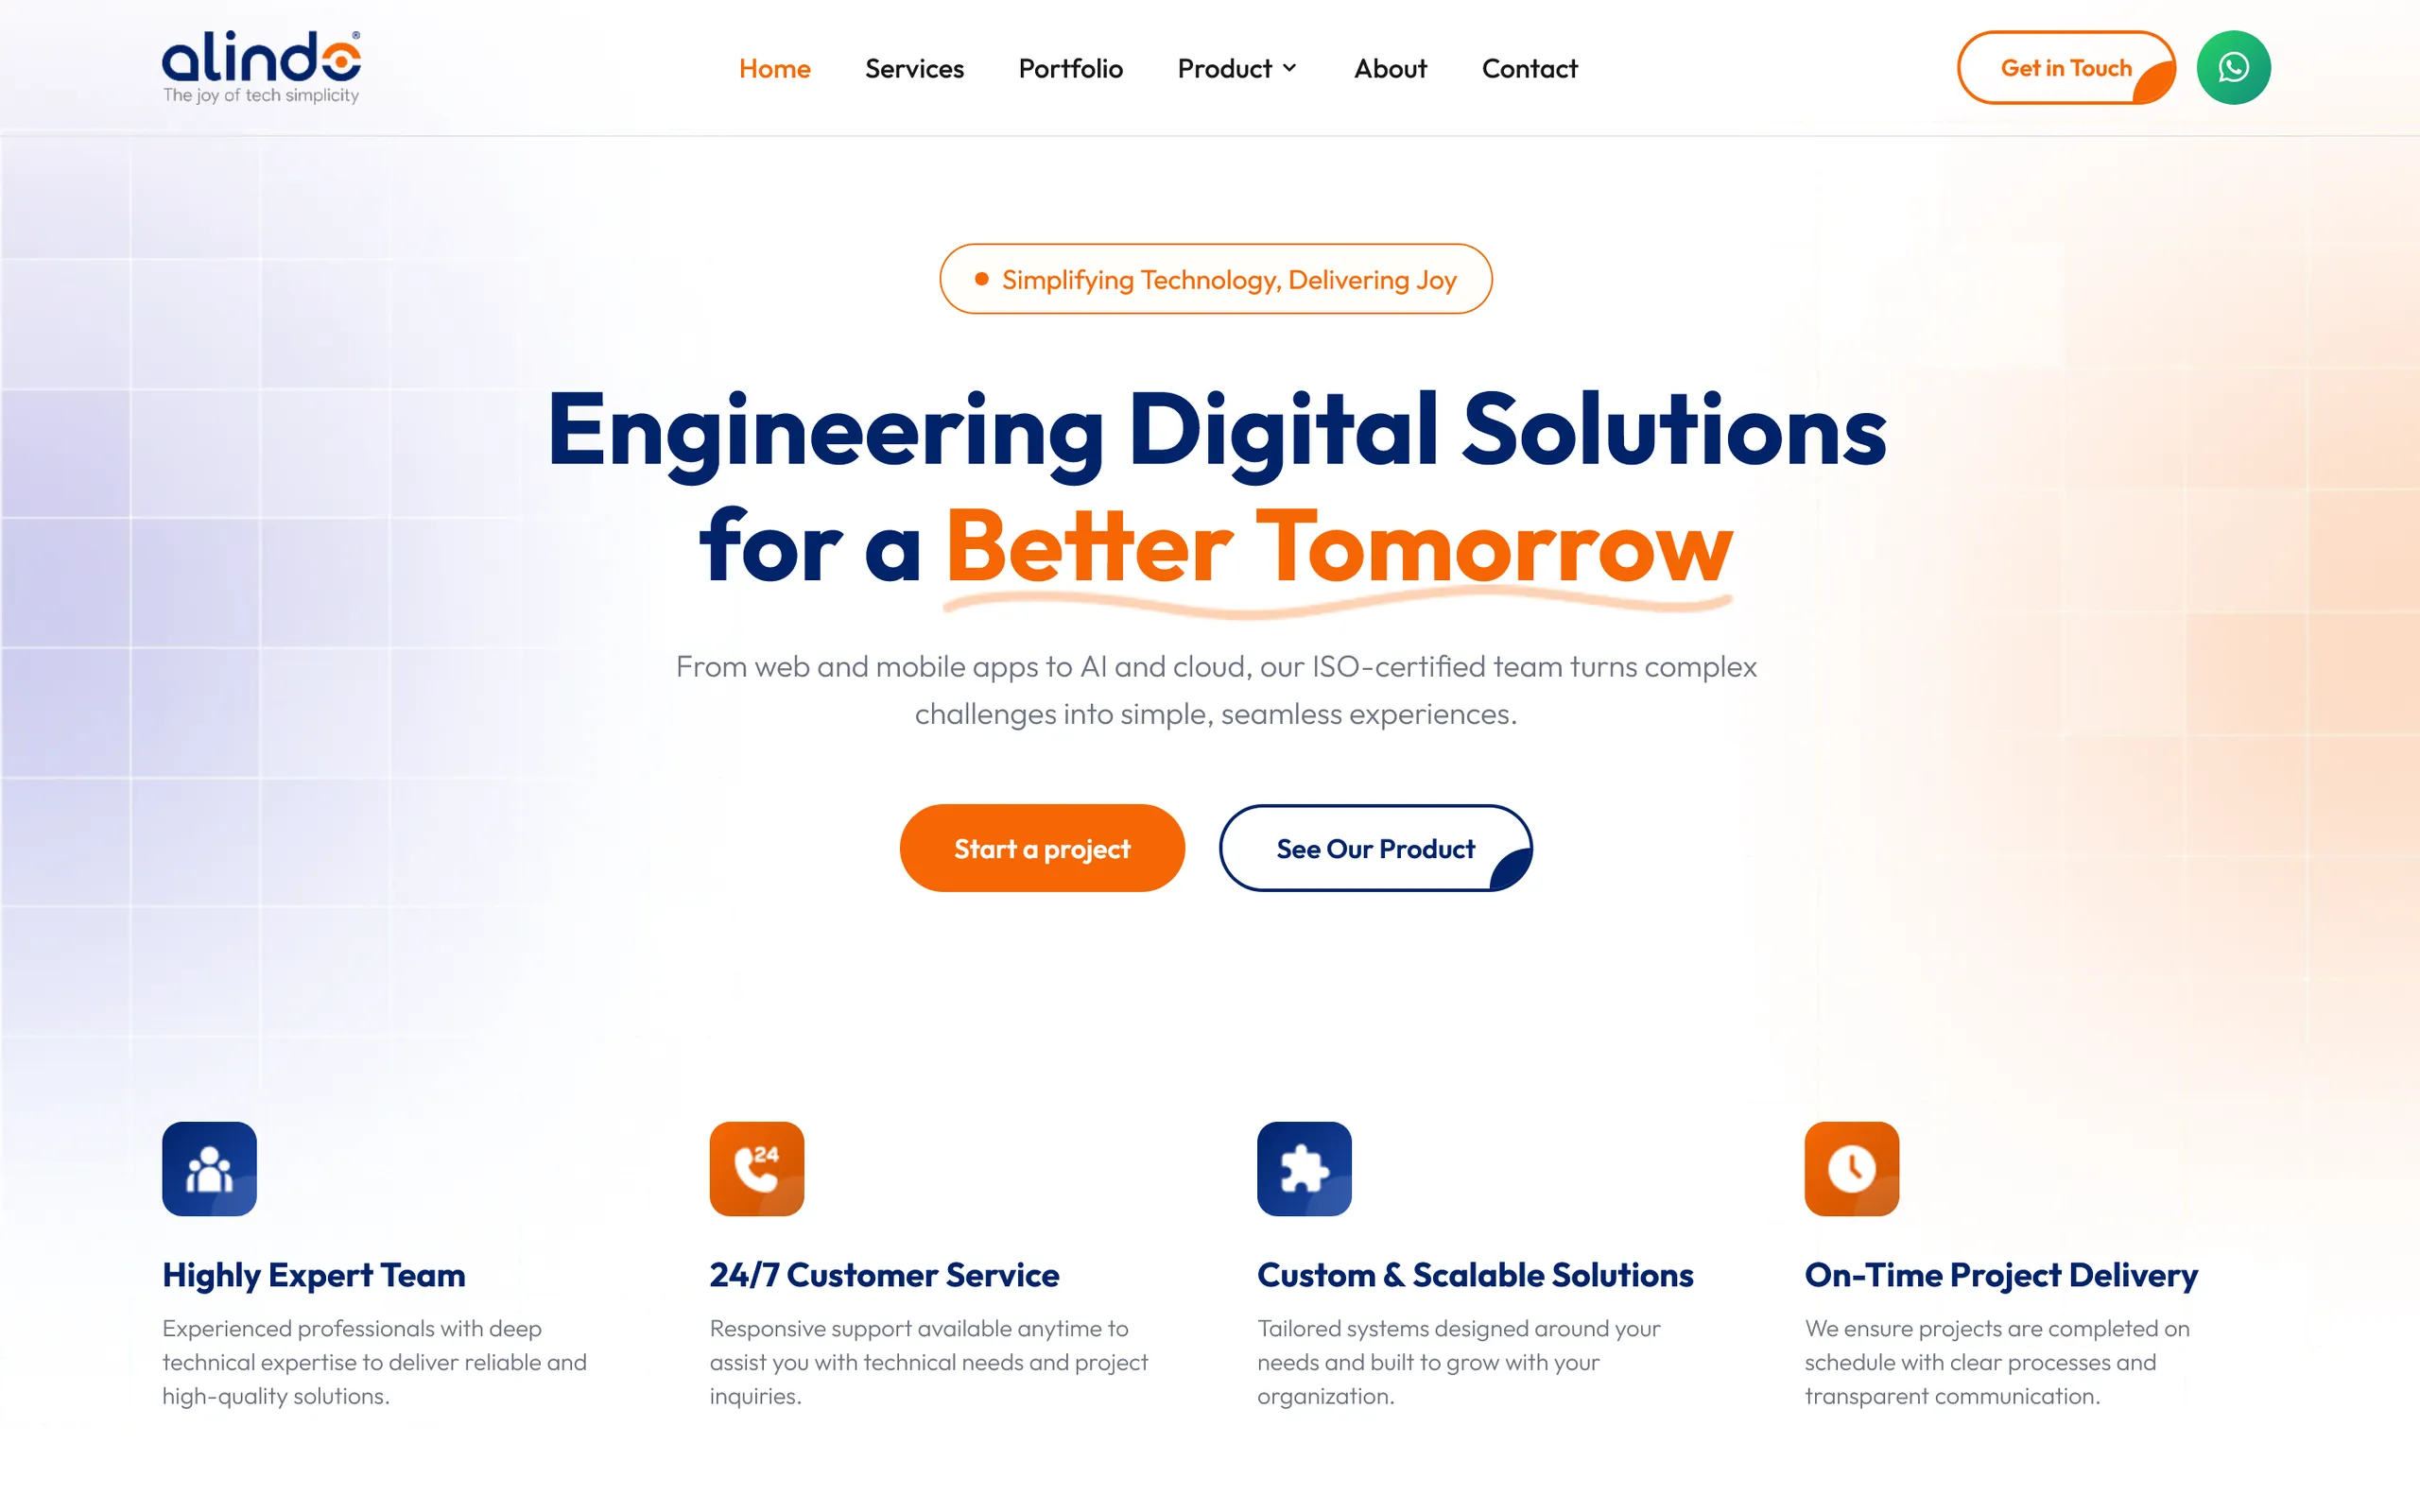 alindo®
The joy of tech simplicity
Home Services Portfolio Product About Contact
Get in Touch
Simplifying Technology, Delivering Joy
Engineering Digital Solutions
for a Better Tomorrow
From web and mobile apps to AI and cloud, our ISO-certified team turns complex
challenges into simple, seamless experiences.
Start a project
See Our Product
Highly Expert Team
Experienced professionals with deep
technical expertise to deliver reliable and
high-quality solutions.
24
24/7 Customer Service
Responsive support available anytime to
assist you with technical needs and project
inquiries.
Custom & Scalable Solutions
Tailored systems designed around your
needs and built to grow with your
organization.
On-Time Project Delivery
We ensure projects are completed on
schedule with clear processes and
transparent communication.